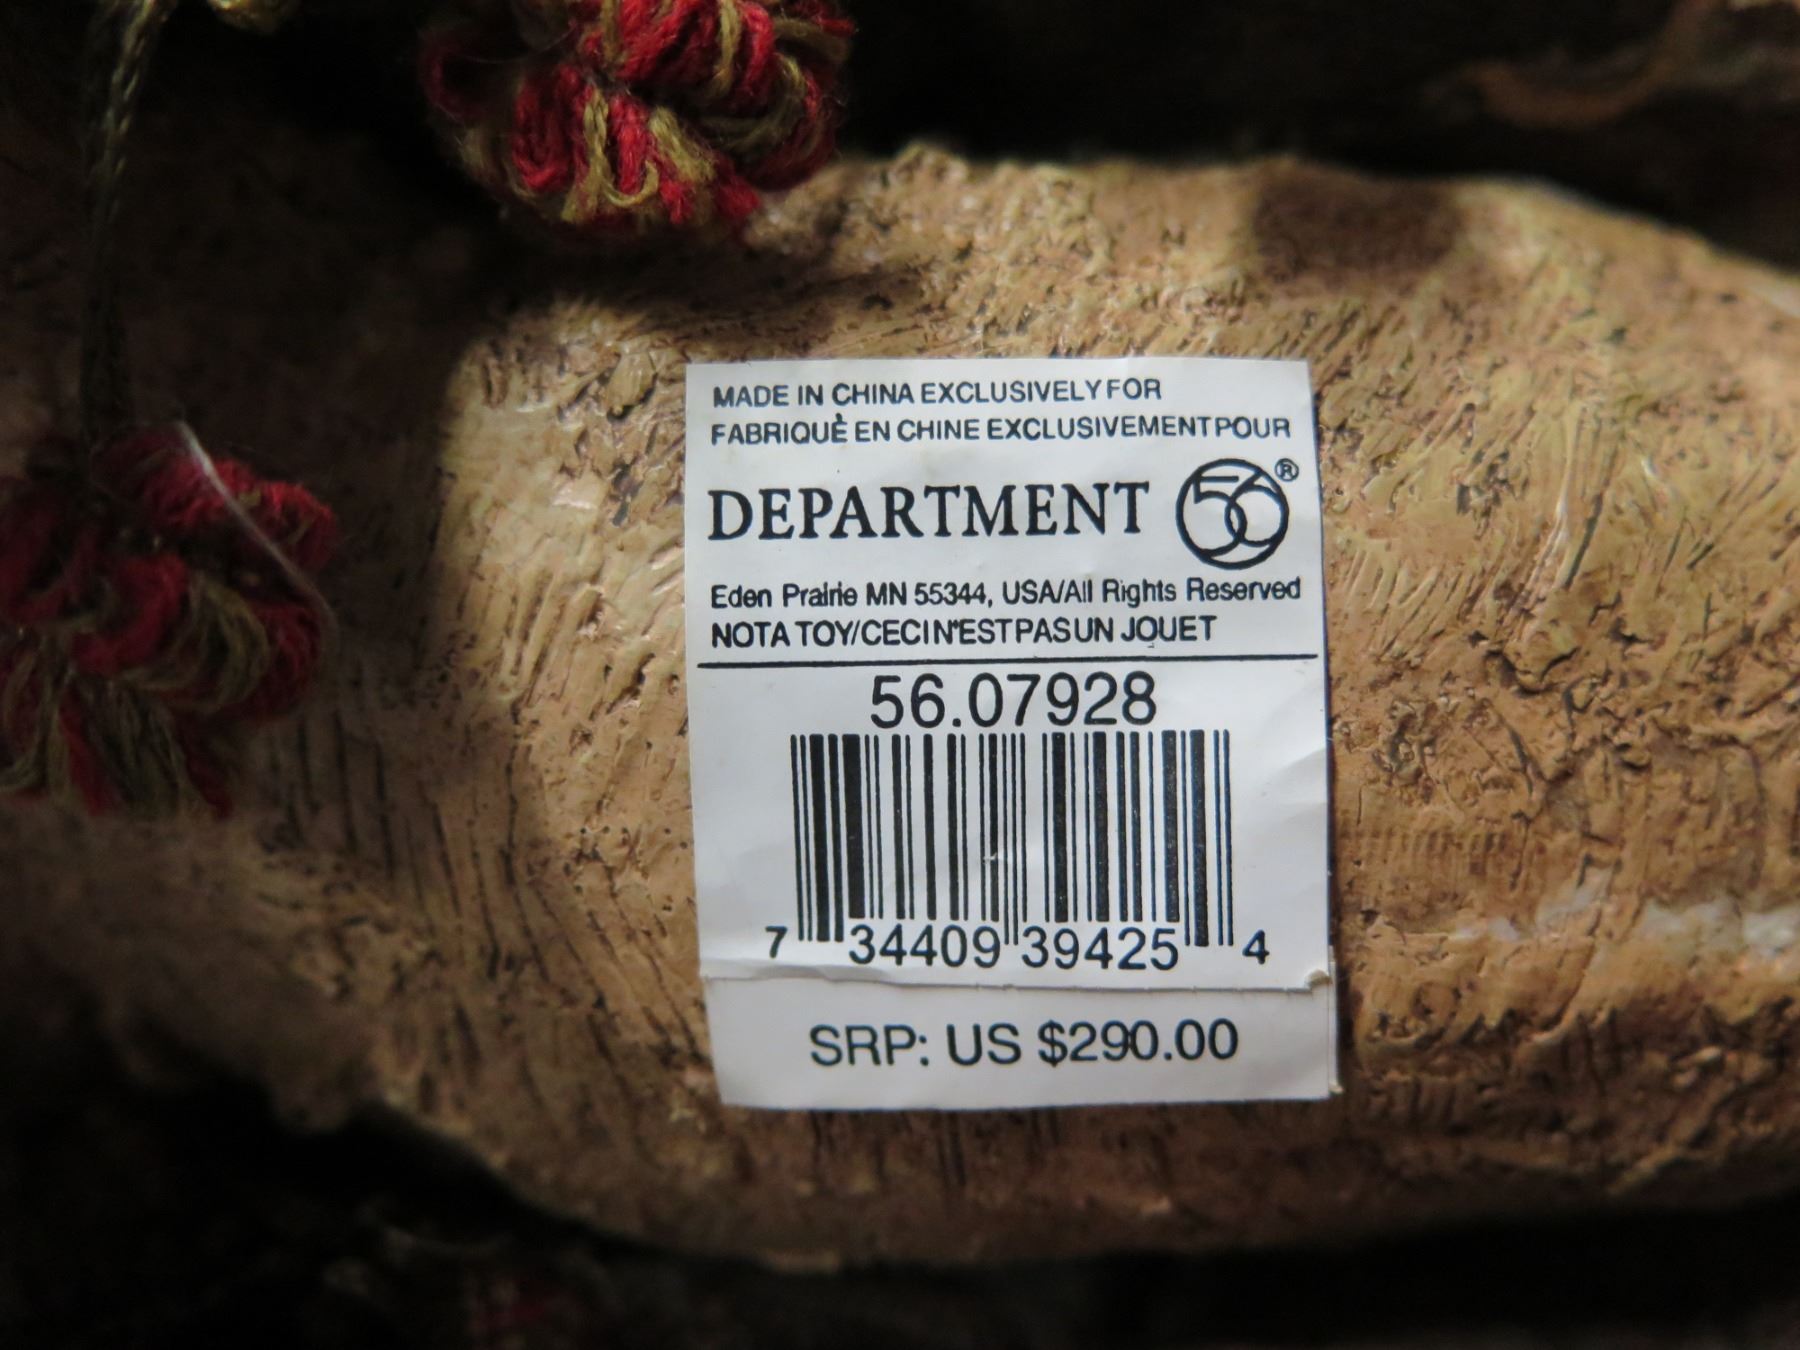 MADE IN CHINA EXCLUSIVELY FOR
FABRIQUÈ EN CHINE EXCLUSIVEMENT POUR
DEPARTMENT 56®
Eden Prairie MN 55344, USA/All Rights Reserved
NOT A TOY/CECI N'EST PAS UN JOUET
56.07928
7 34409 39425 4
SRP: US $290.00